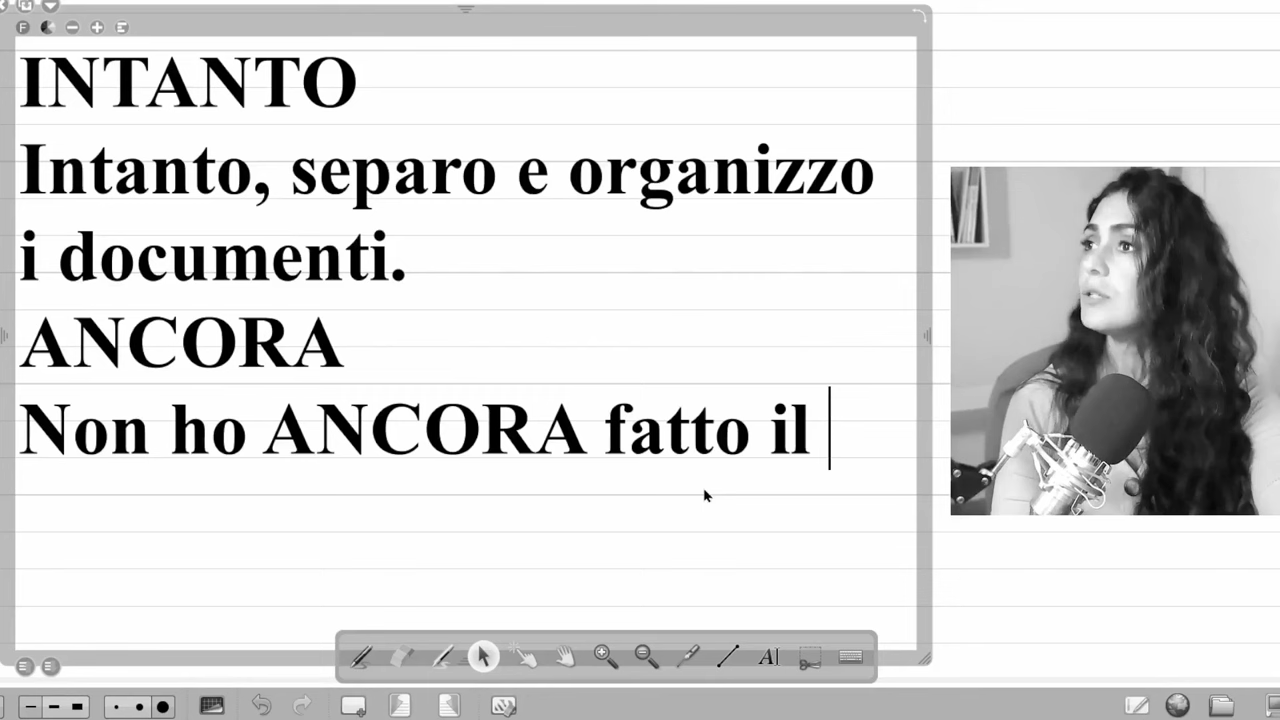 INTANTO
Intanto, separo e organizzo
i documenti.
ANCORA
Non ho ANCORA fatto il